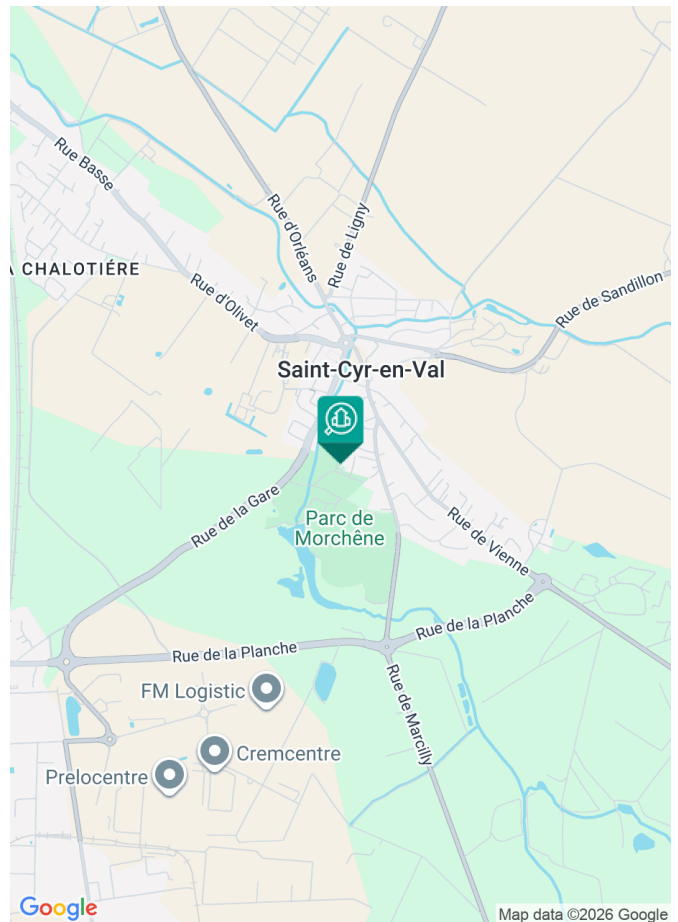 Rue Basse
Rue d'Orléans
Rue de Ligny
CHALOTIÉRE
Rue d'Olivet
Rue de Sandillon
Saint-Cyr-en-Val
Rue de la Gare
Parc de
Morchêne
Rue de Vienne
Rue de la Planche
Rue de la Planche
FM Logistic
Rue de Marcilly
Cremcentre
Prelocentre
Google
Map data ©2026 Google